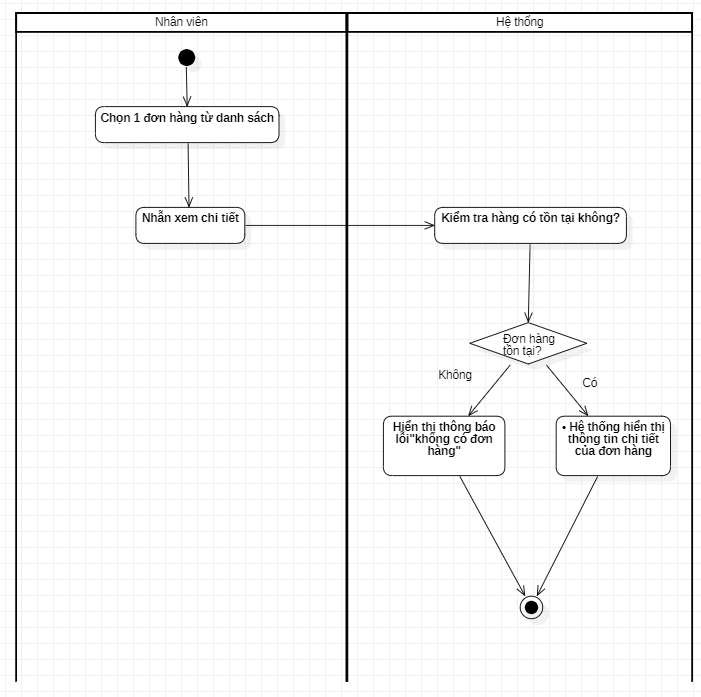 Nhân viên
Hệ thống
Chọn 1 đơn hàng từ danh sách
Nhẫn xem chi tiết
Kiểm tra hàng có tồn tại không?
Đơn hàng
tồn tại?
Không
Có
Hiển thị thông báo
lỗi"không có đơn
hàng"
• Hệ thống hiển thị
thông tin chi tiết
của đơn hàng